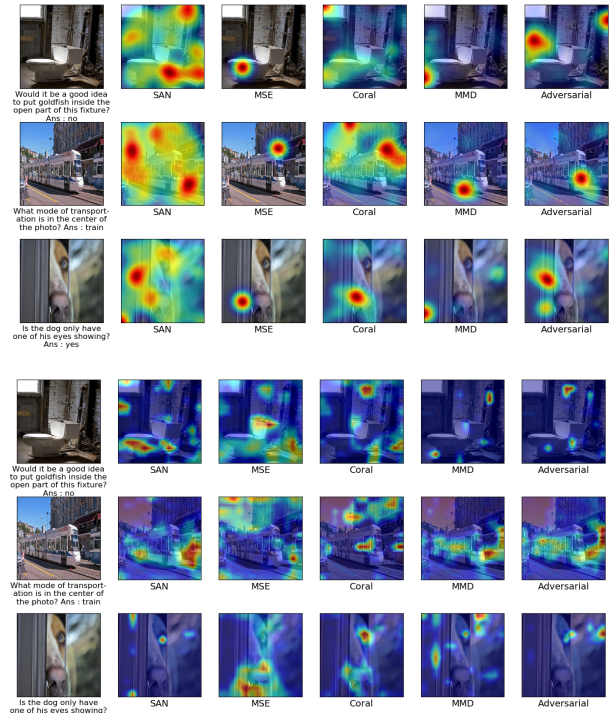 SAN MSE Coral MMD Adversarial
Would it be a good idea
to put goldfish inside the
open part of this fixture?
Ans : no
SAN MSE Coral MMD Adversarial
What mode of transport-
ation is in the center of
the photo? Ans : train
SAN MSE Coral MMD Adversarial
Is the dog only have
one of his eyes showing?
Ans : yes
SAN MSE Coral MMD Adversarial
Would it be a good idea
to put goldfish inside the
open part of this fixture?
Ans : no
SAN MSE Coral MMD Adversarial
What mode of transport-
ation is in the center of
the photo? Ans : train
SAN MSE Coral MMD Adversarial
Is the dog only have
one of his eyes showing?